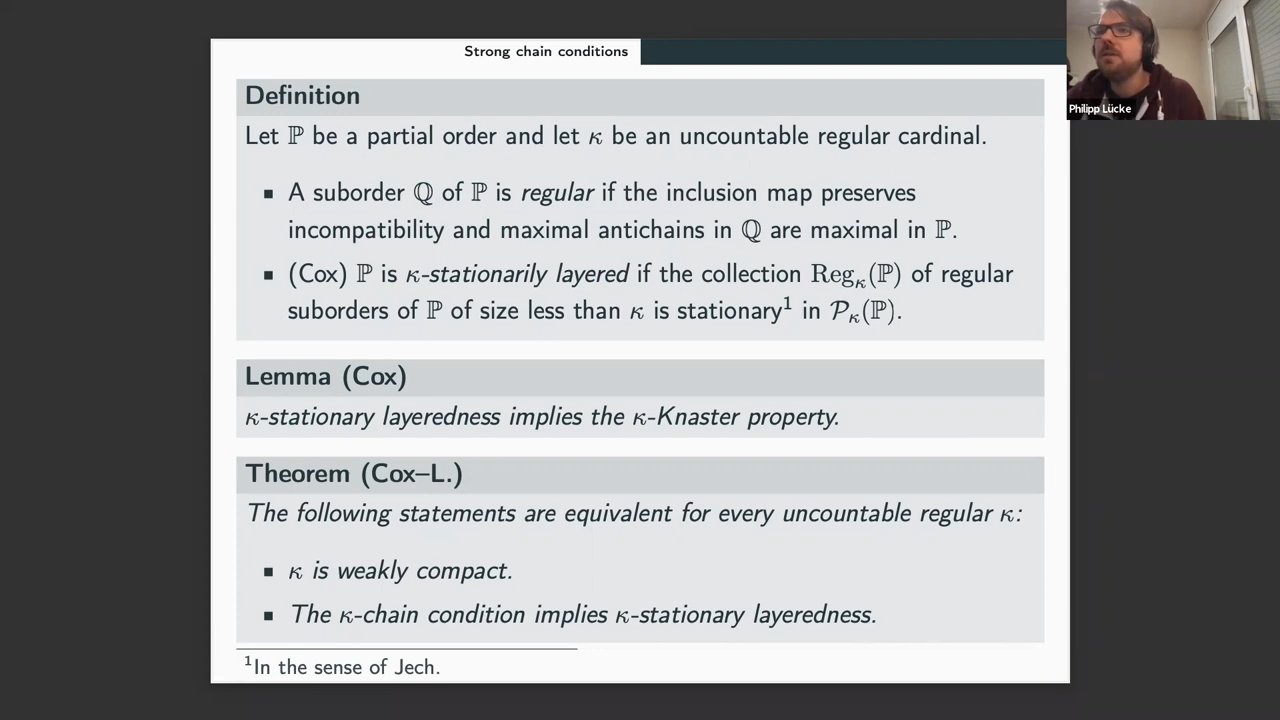 Strong chain conditions
Definition
Let ℙ be a partial order and let κ be an uncountable regular cardinal.
▪ A suborder ℚ of ℙ is regular if the inclusion map preserves
incompatibility and maximal antichains in ℚ are maximal in ℙ.
▪ (Cox) ℙ is κ-stationarily layered if the collection Reg_κ(ℙ) of regular
suborders of ℙ of size less than κ is stationary¹ in 𝒫_κ(ℙ).
Lemma (Cox)
κ-stationary layeredness implies the κ-Knaster property.
Theorem (Cox–L.)
The following statements are equivalent for every uncountable regular κ:
▪ κ is weakly compact.
▪ The κ-chain condition implies κ-stationary layeredness.
¹In the sense of Jech.
Philipp Lücke